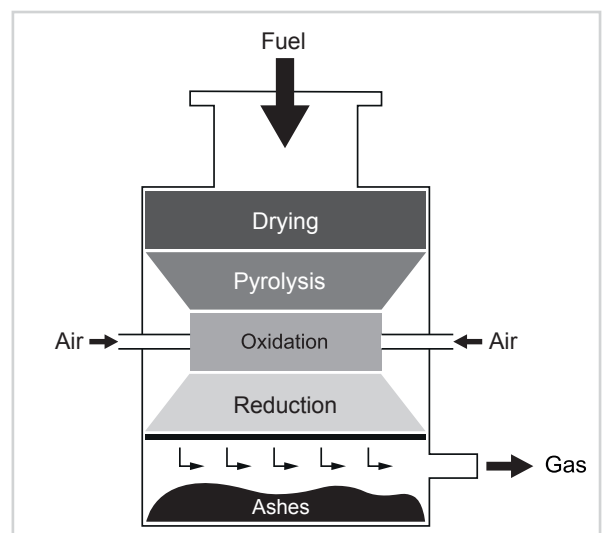 Fuel
Drying
Pyrolysis
Air
Oxidation
Air
Reduction
Gas
Ashes